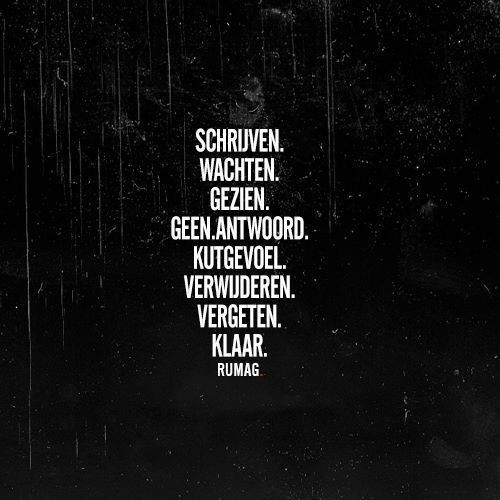 SCHRIJVEN.
WACHTEN.
GEZIEN.
GEEN.ANTWOORD.
KUTGEVOEL.
VERWIJDEREN.
VERGETEN.
KLAAR.
RUMAG.